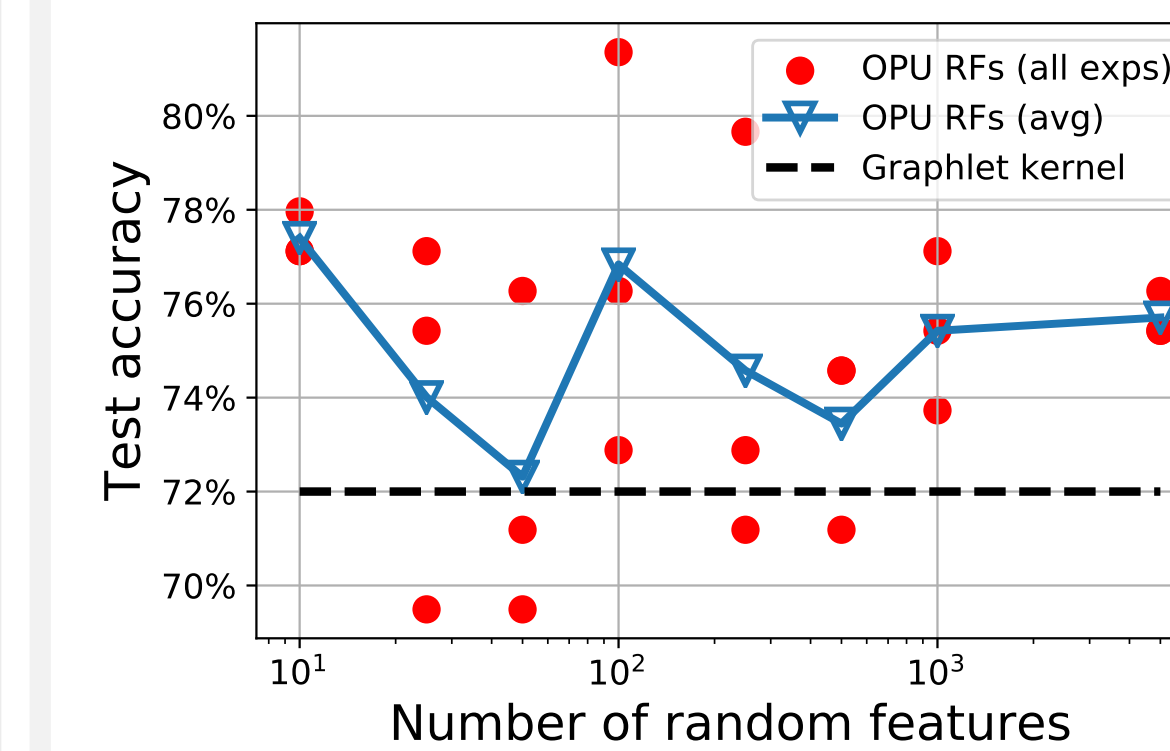 OPU RFs (all exps)
OPU RFs (avg)
Graphlet kernel
80%
78%
76%
74%
72%
70%
Test accuracy
10¹
10²
10³
Number of random features